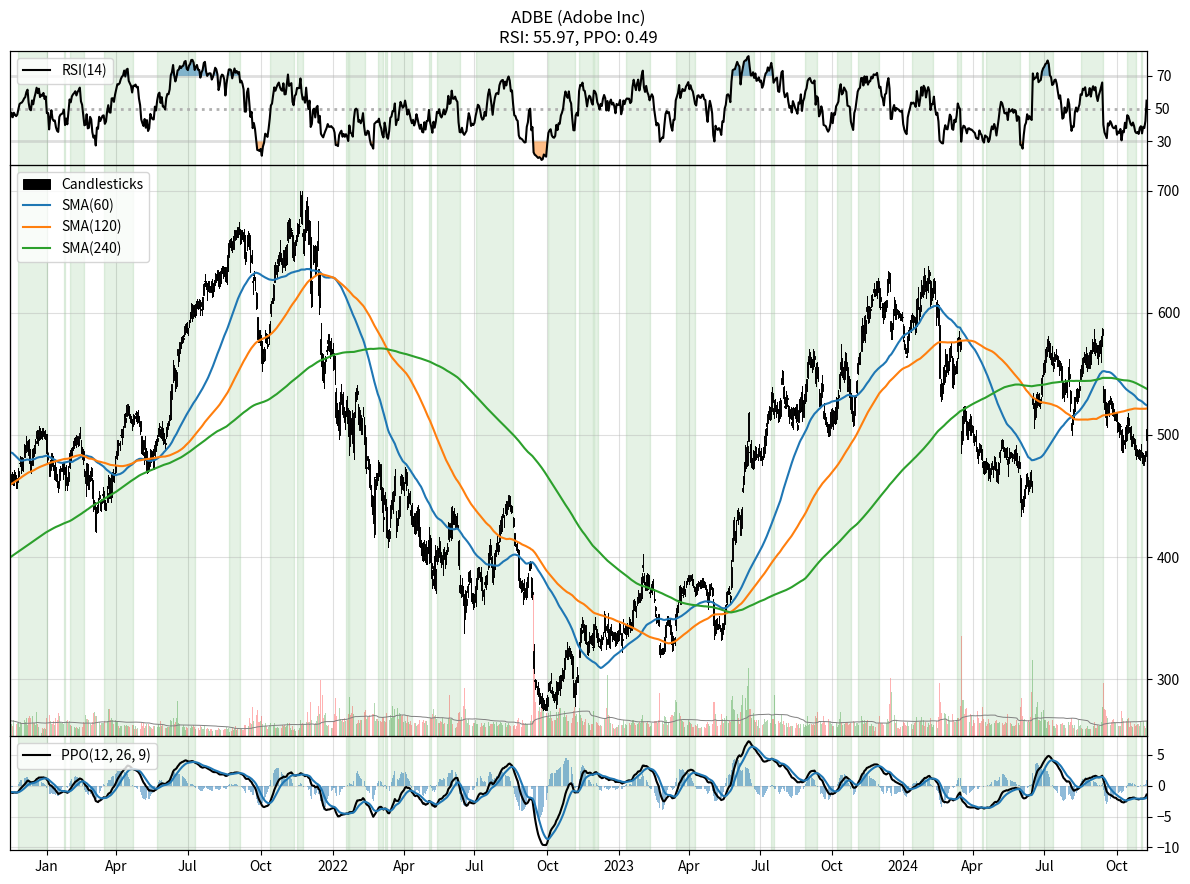 ADBE (Adobe Inc)
RSI: 55.97, PPO: 0.49
RSI(14)
70
50
30
Candlesticks
SMA(60)
SMA(120)
SMA(240)
700
600
500
400
300
PPO(12, 26, 9)
5
0
−5
−10
Jan Apr Jul Oct 2022 Apr Jul Oct 2023 Apr Jul Oct 2024 Apr Jul Oct